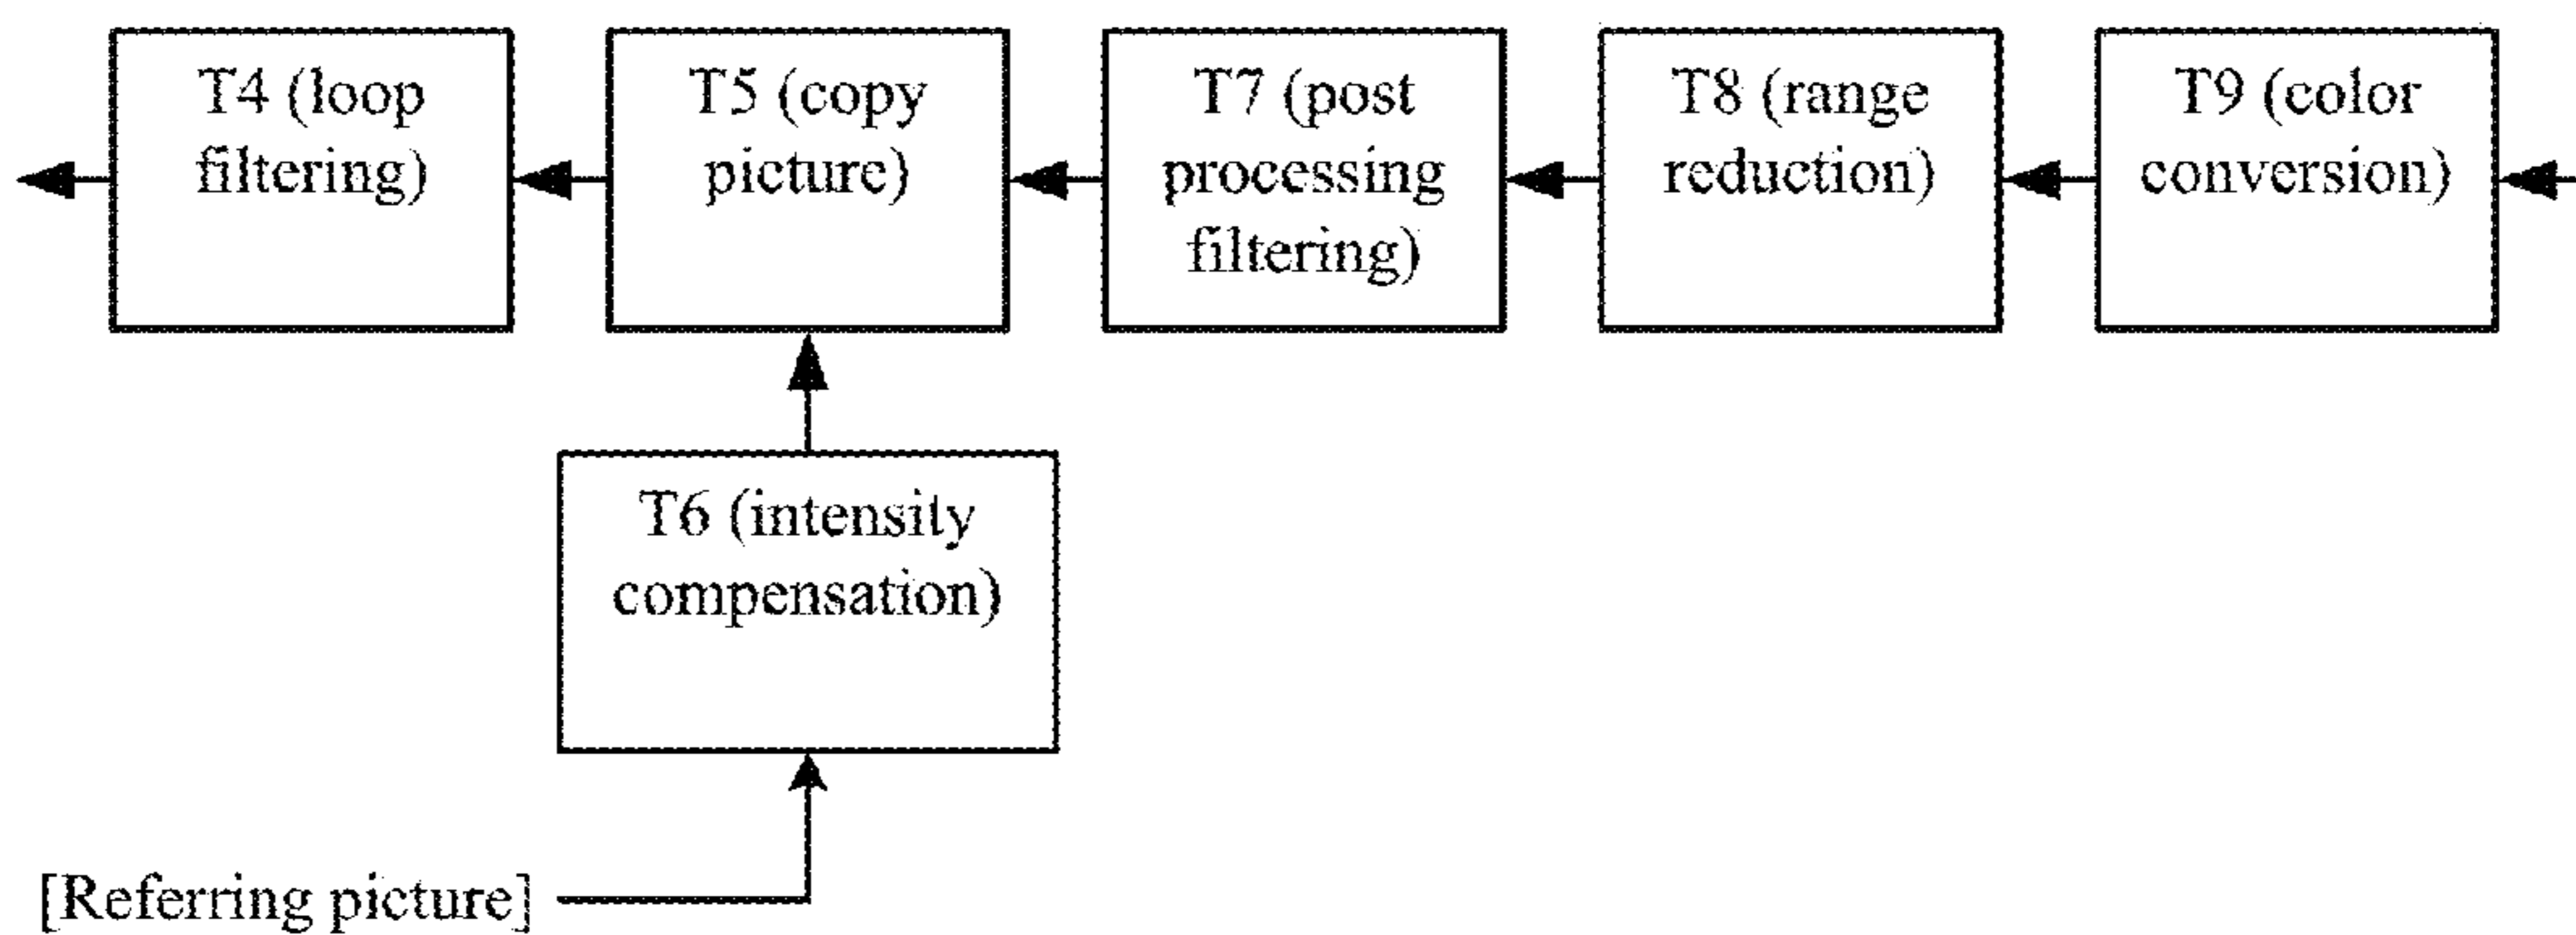 T4 (loop
filtering)
T5 (copy
picture)
T7 (post
processing
filtering)
T8 (range
reduction)
T9 (color
conversion)
T6 (intensity
compensation)
[Referring picture]